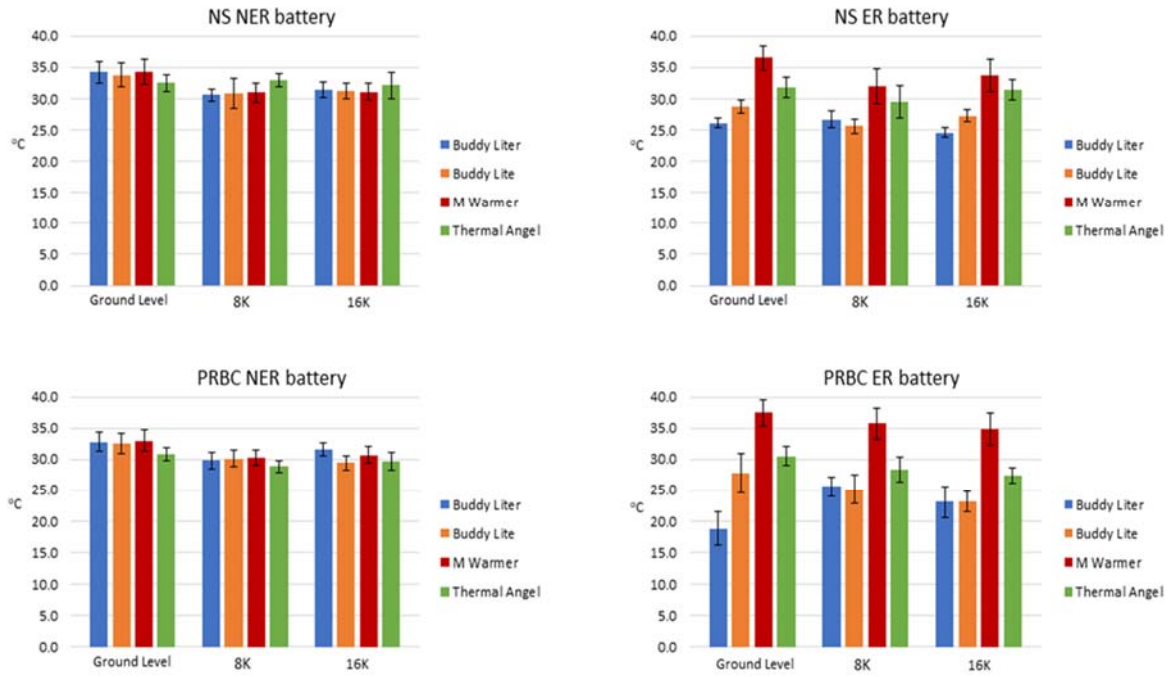 NS NER battery
40.0
35.0
30.0
25.0
20.0
15.0
10.0
5.0
0.0
°C
Ground Level 8K 16K
Buddy Liter
Buddy Lite
M Warmer
Thermal Angel
NS ER battery
40.0
35.0
30.0
25.0
20.0
15.0
10.0
5.0
0.0
°C
Ground Level 8K 16K
Buddy Liter
Buddy Lite
M Warmer
Thermal Angel
PRBC NER battery
40.0
35.0
30.0
25.0
20.0
15.0
10.0
5.0
0.0
°C
Ground Level 8K 16K
Buddy Liter
Buddy Lite
M Warmer
Thermal Angel
PRBC ER battery
40.0
35.0
30.0
25.0
20.0
15.0
10.0
5.0
0.0
°C
Ground Level 8K 16K
Buddy Liter
Buddy Lite
M Warmer
Thermal Angel